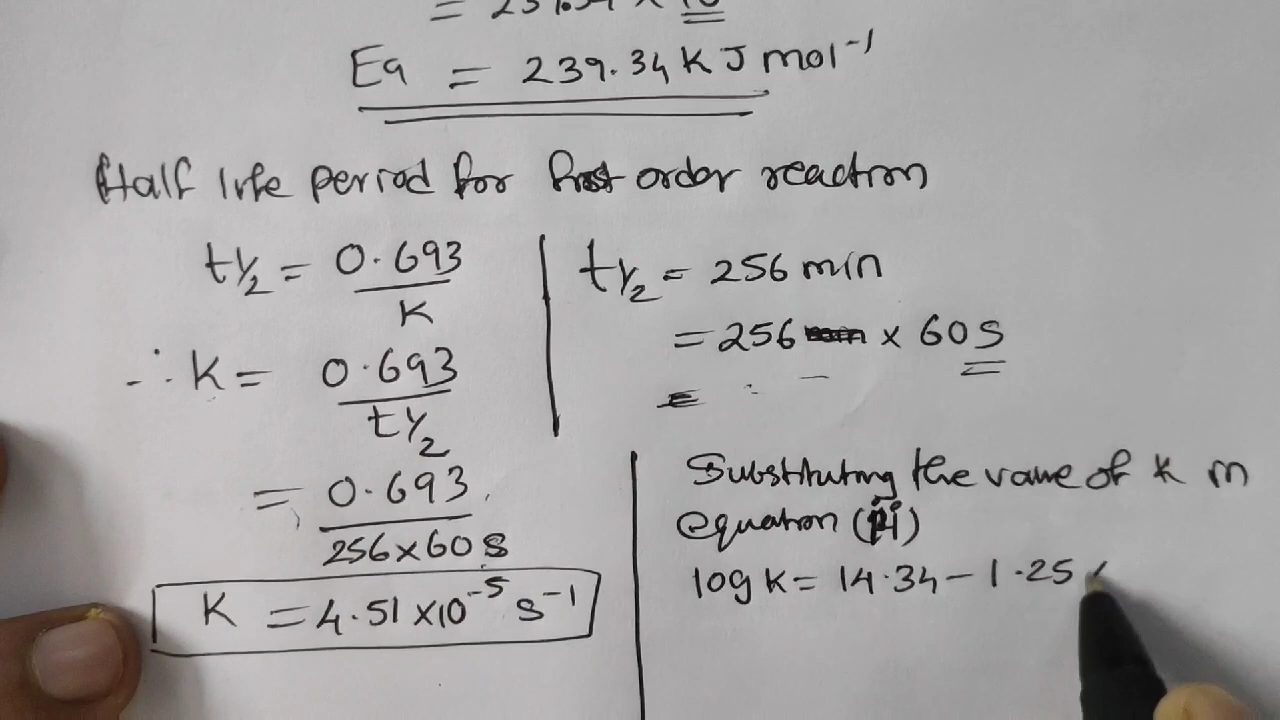 Ea = 239.34 KJ mol⁻¹
Half life period for first order reaction
t½ = 0.693 / K
∴ K = 0.693 / t½
= 0.693 / 256 × 60 S
K = 4.51 × 10⁻⁵ S⁻¹
t½ = 256 min
= 256 × 60 S
=
Substituting the value of K in
equation (ii)
log K = 14.34 – 1.25